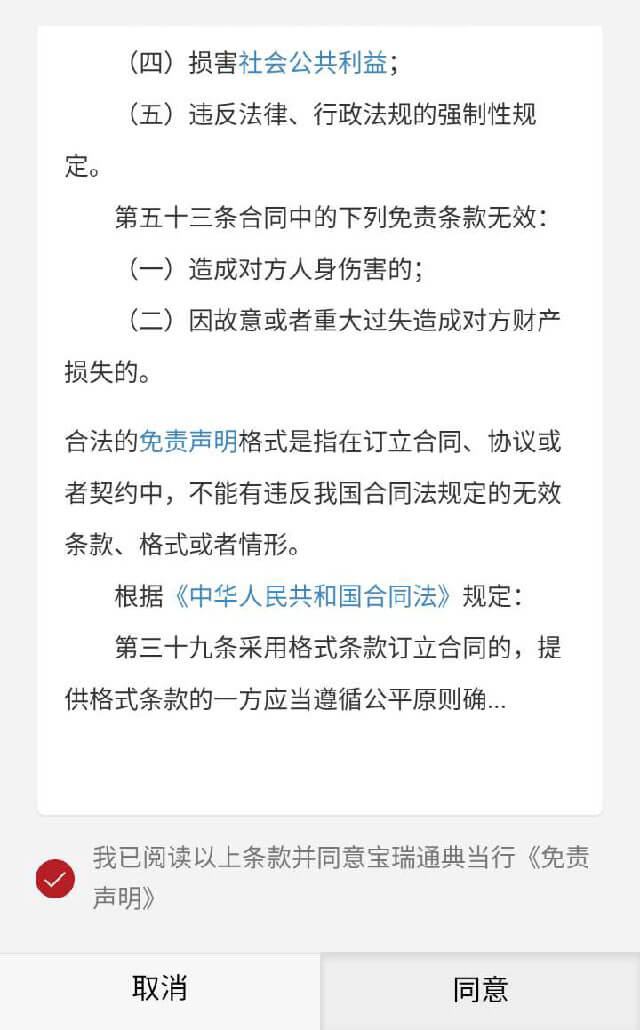 （四）损害社会公共利益；
（五）违反法律、行政法规的强制性规
定。
第五十三条合同中的下列免责条款无效：
（一）造成对方人身伤害的；
（二）因故意或者重大过失造成对方财产
损失的。
合法的免责声明格式是指在订立合同、协议或
者契约中，不能有违反我国合同法规定的无效
条款、格式或者情形。
根据《中华人民共和国合同法》规定：
第三十九条采用格式条款订立合同的，提
供格式条款的一方应当遵循公平原则确...
我已阅读以上条款并同意宝瑞通典当行《免责
声明》
取消
同意